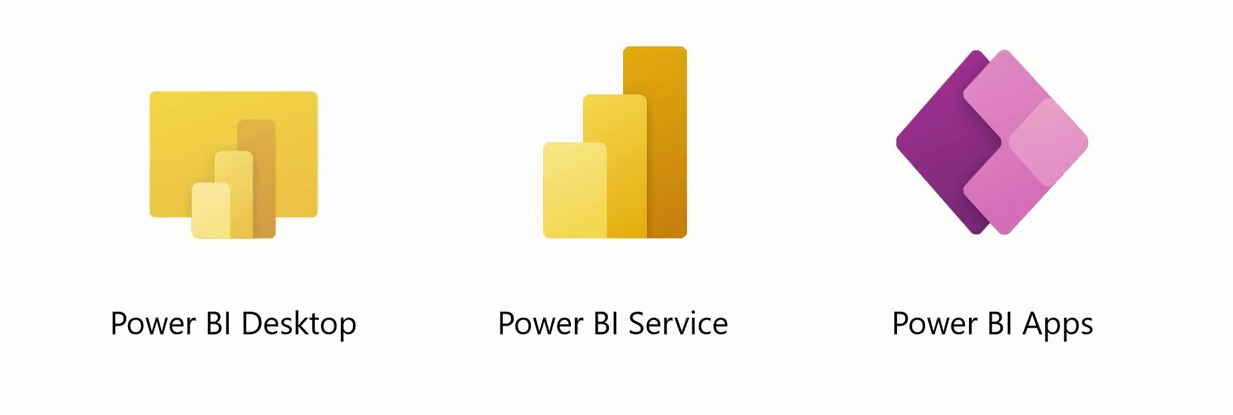 Power BI Desktop
Power BI Service
Power BI Apps